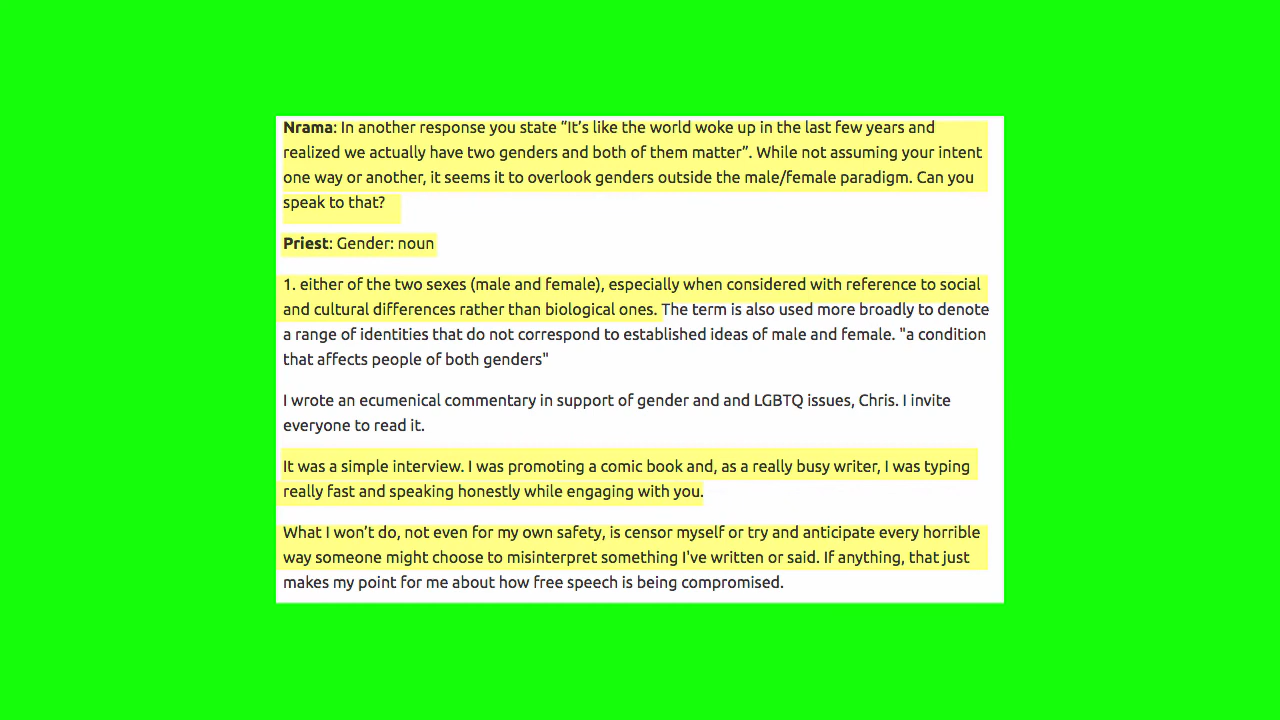 Nrama: In another response you state “It’s like the world woke up in the last few years and
realized we actually have two genders and both of them matter”. While not assuming your intent
one way or another, it seems it to overlook genders outside the male/female paradigm. Can you
speak to that?
Priest: Gender: noun
1. either of the two sexes (male and female), especially when considered with reference to social
and cultural differences rather than biological ones. The term is also used more broadly to denote
a range of identities that do not correspond to established ideas of male and female. "a condition
that affects people of both genders"
I wrote an ecumenical commentary in support of gender and and LGBTQ issues, Chris. I invite
everyone to read it.
It was a simple interview. I was promoting a comic book and, as a really busy writer, I was typing
really fast and speaking honestly while engaging with you.
What I won’t do, not even for my own safety, is censor myself or try and anticipate every horrible
way someone might choose to misinterpret something I've written or said. If anything, that just
makes my point for me about how free speech is being compromised.